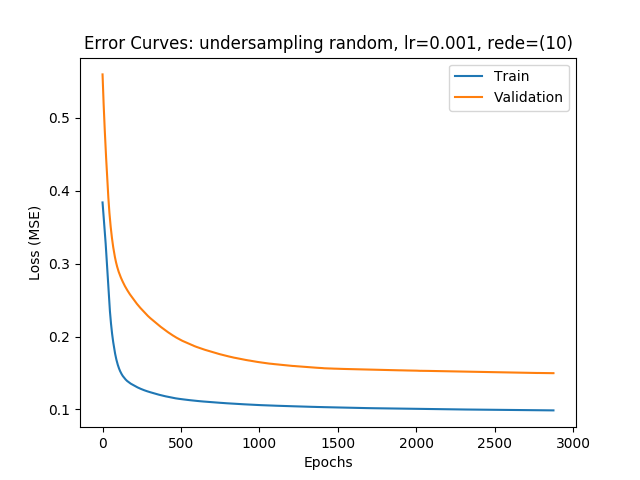 Error Curves: undersampling random, lr=0.001, rede=(10)
Train
Validation
Loss (MSE)
0.5
0.4
0.3
0.2
0.1
0 500 1000 1500 2000 2500 3000
Epochs